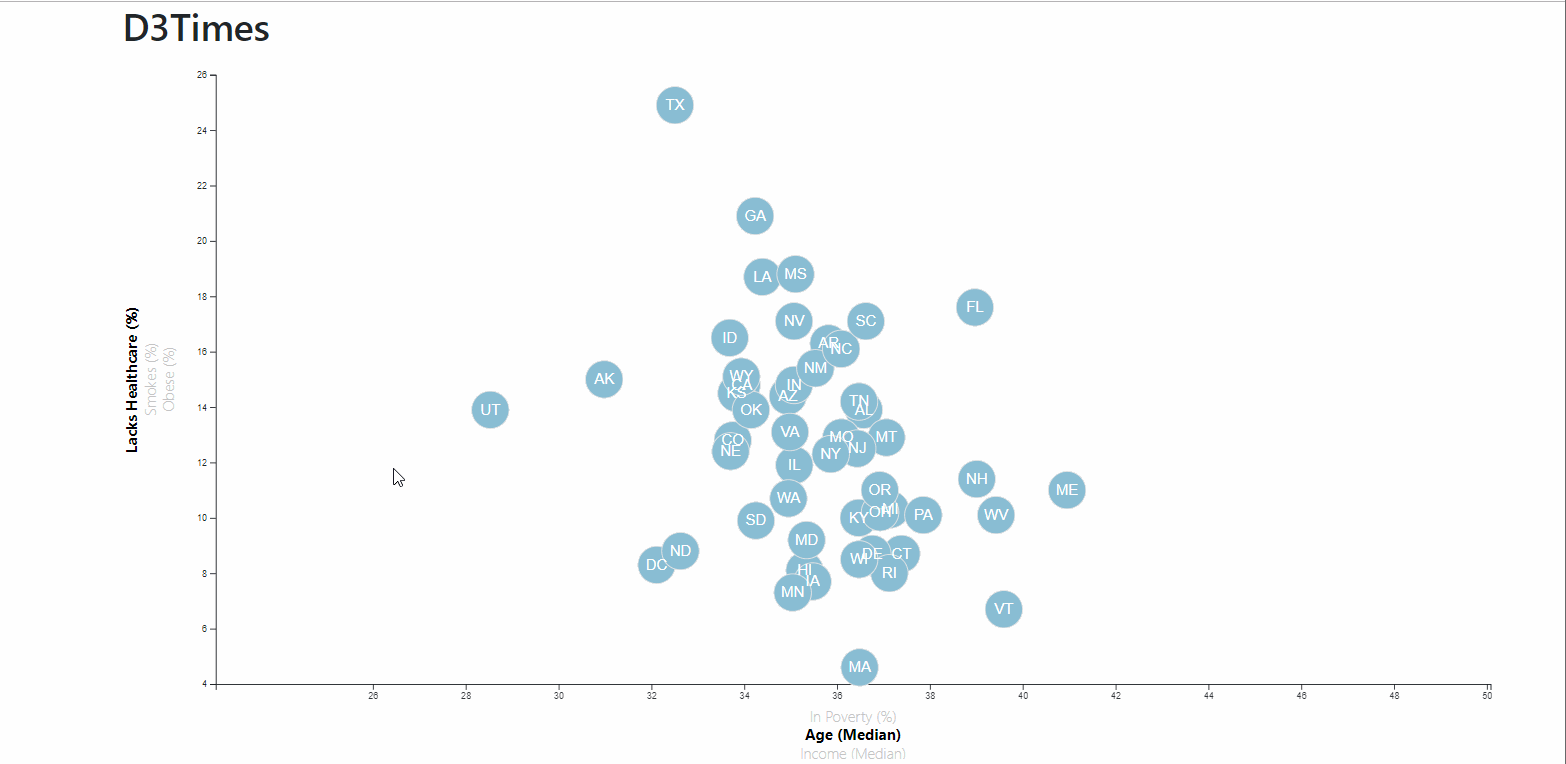 D3Times
26
TX
24
22
GA
20
LA MS
18
FL
NV SC
ID
AR NC
16
NM
AK
WY
CA
IN
KS
AZ
14
UT
OK
TN
AL
VA
CO
MO
MT
NE
NY
NJ
12
IL
NH
ME
OR
WA
MI
10
SD
KY
OH
PA
WV
MD
ND
DE
CT
WI
8
DC
HI
RI
IA
MN
VT
6
MA
4
Lacks Healthcare (%)
Smokes (%)
Obese (%)
26 28 30 32 34 36 38 40 42 44 46 48 50
In Poverty (%)
Age (Median)
Income (Median)